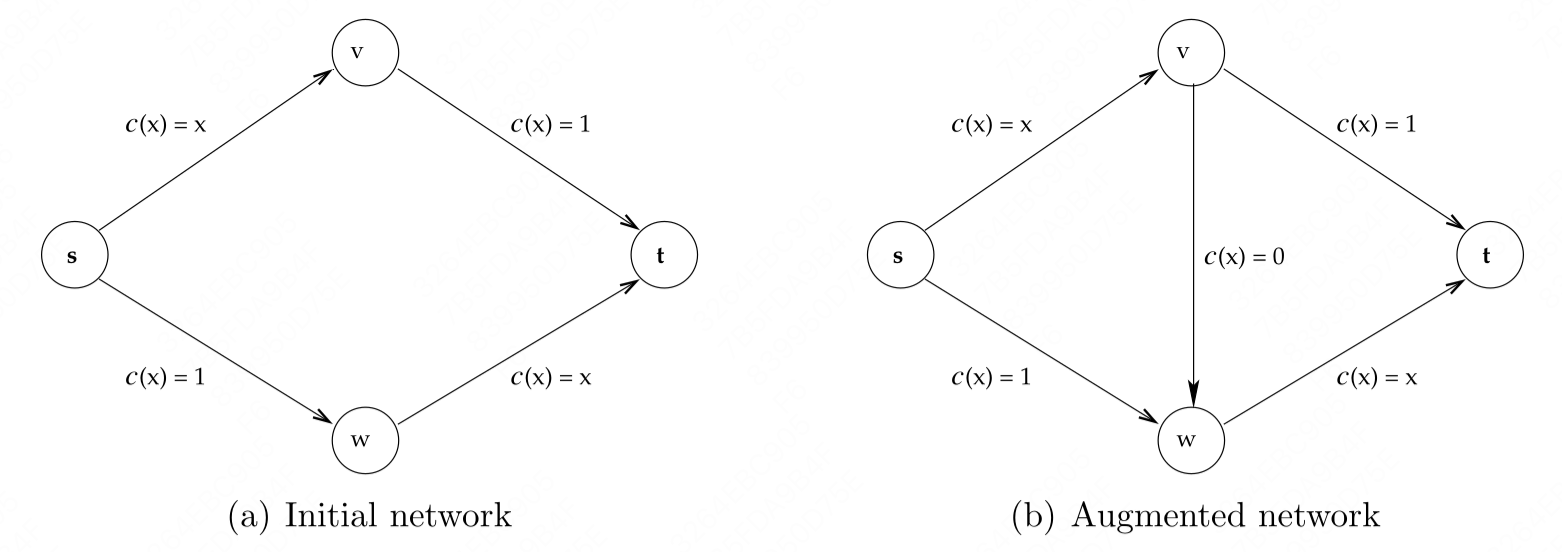 v
c(x) = x
c(x) = 1
s
t
c(x) = 1
c(x) = x
w
(a) Initial network
v
c(x) = x
c(x) = 1
s
c(x) = 0
t
c(x) = 1
c(x) = x
w
(b) Augmented network